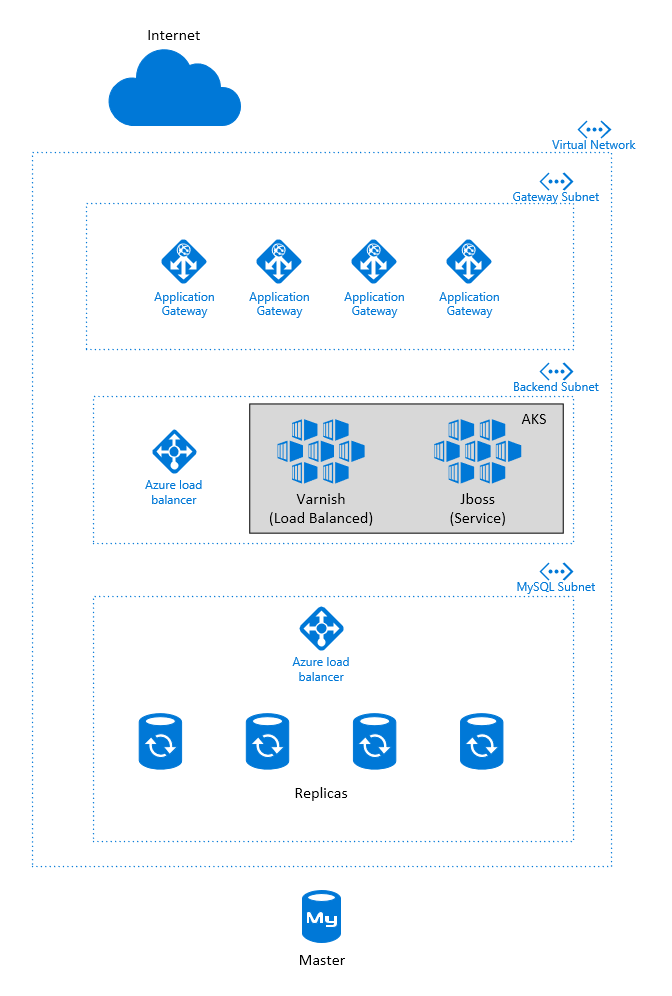 Internet
Virtual Network
Gateway Subnet
Application
Gateway
Application
Gateway
Application
Gateway
Application
Gateway
Backend Subnet
AKS
Azure load
balancer
Varnish
(Load Balanced)
Jboss
(Service)
MySQL Subnet
Azure load
balancer
Replicas
My
Master